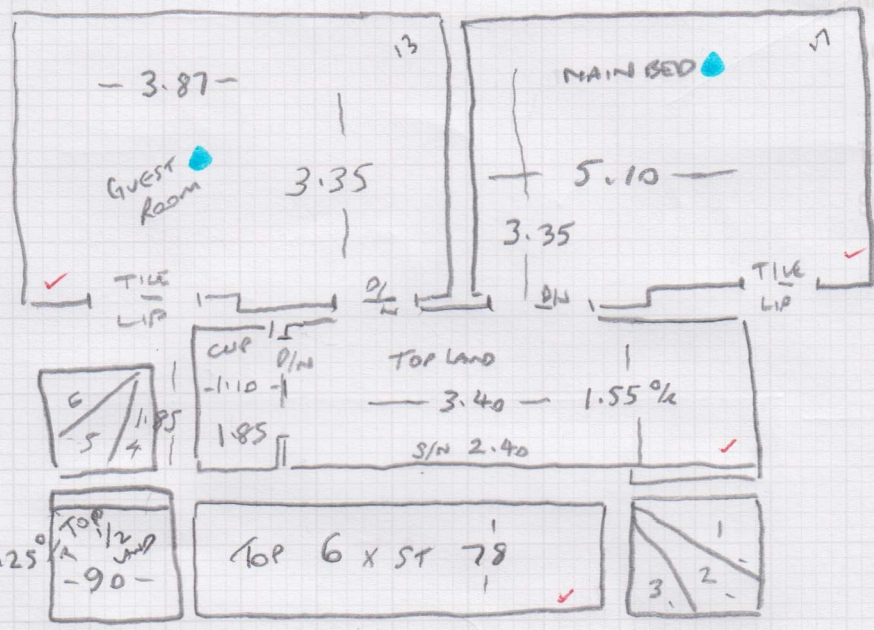 13
- 3.87 -
GUEST
ROOM
3.35
MAIN BED
5.10
3.35
TILE
LIP
D/N
TILE
LIP
CUP
D/N
- 1.10 -
1.85
TOP LAND
- 3.40 -
1.55 %
S/N 2.40
6
5
4
1.85
TOP
1/2
LAND
- 90 -
TOP 6 X ST 78
1
2
3